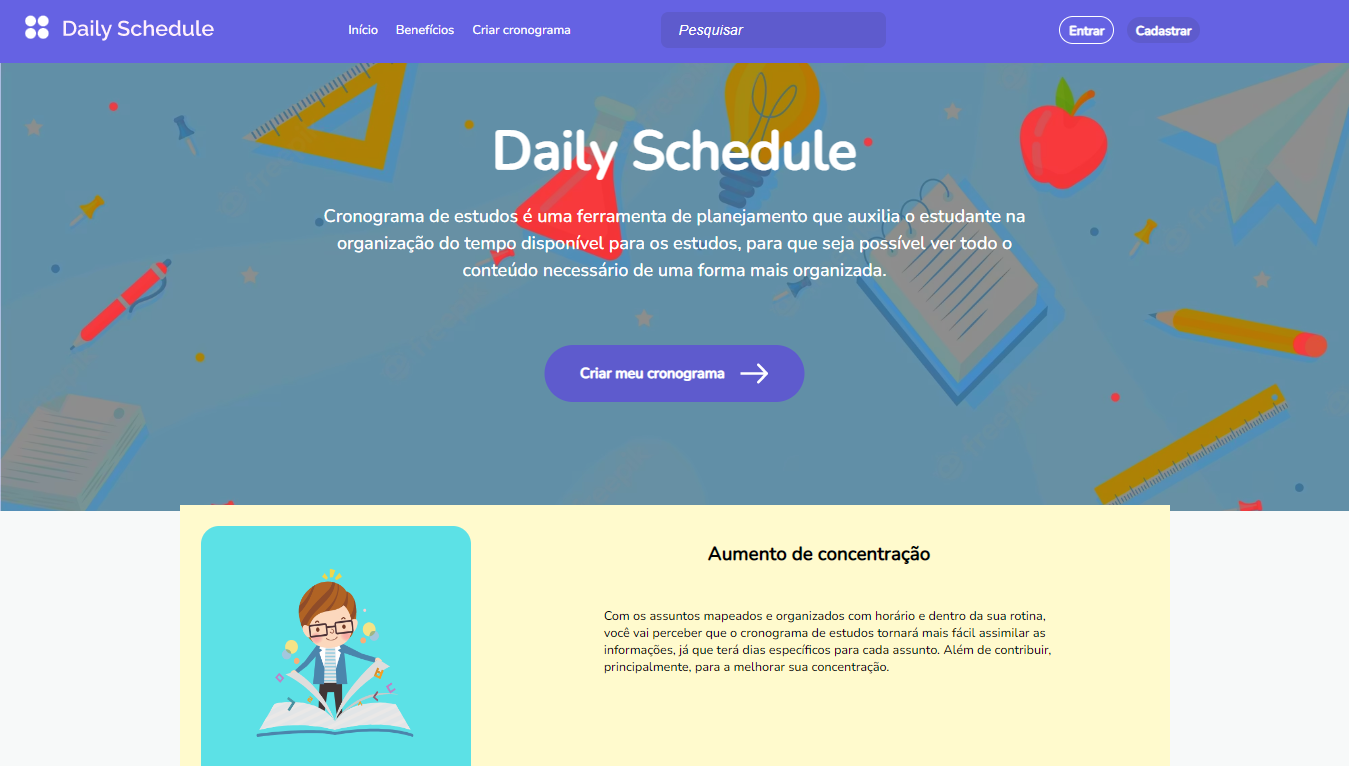 Daily Schedule
Início Benefícios Criar cronograma
Pesquisar
Entrar
Cadastrar
Daily Schedule
Cronograma de estudos é uma ferramenta de planejamento que auxilia o estudante na
organização do tempo disponível para os estudos, para que seja possível ver todo o
conteúdo necessário de uma forma mais organizada.
Criar meu cronograma
Aumento de concentração
Com os assuntos mapeados e organizados com horário e dentro da sua rotina,
você vai perceber que o cronograma de estudos tornará mais fácil assimilar as
informações, já que terá dias específicos para cada assunto. Além de contribuir,
principalmente, para a melhorar sua concentração.